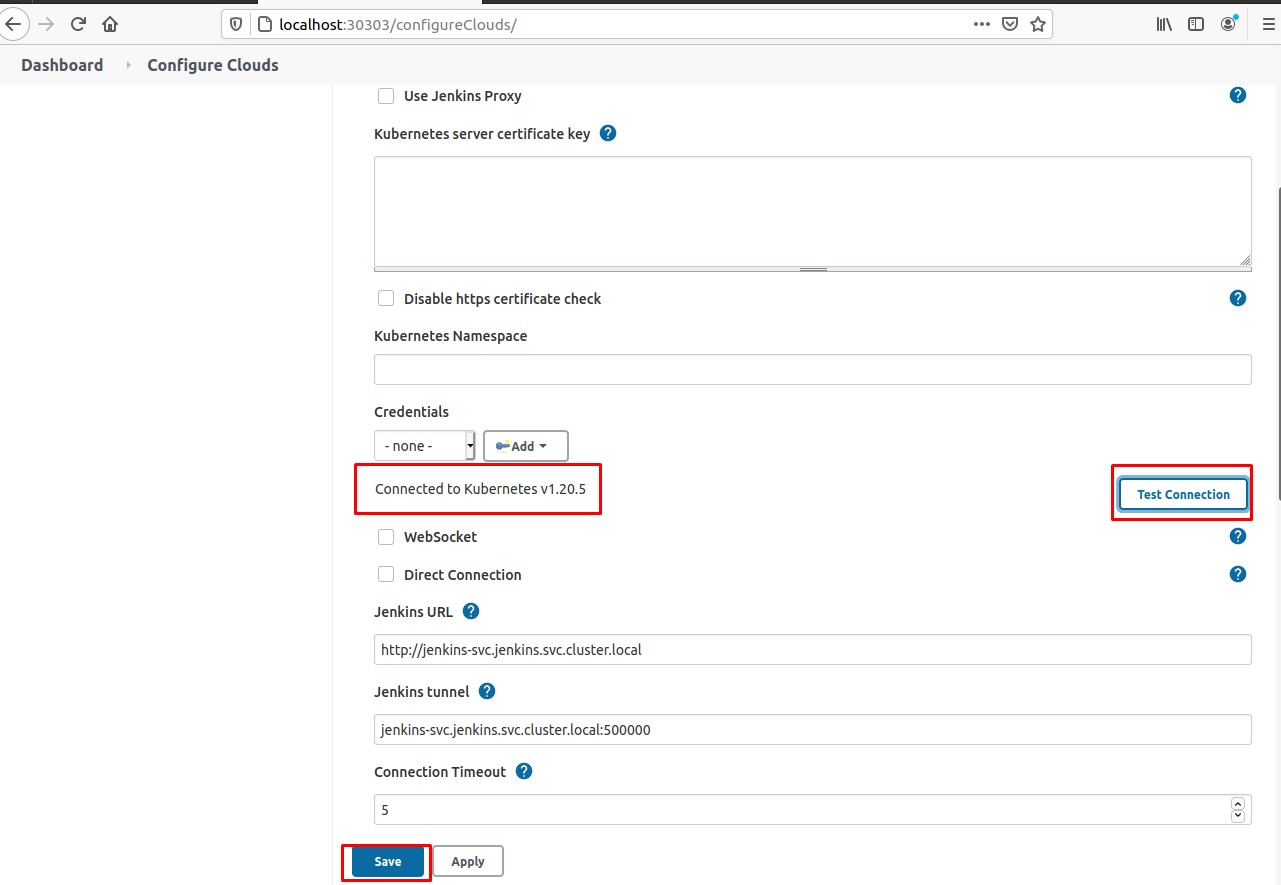 localhost:30303/configureClouds/
Dashboard Configure Clouds
Use Jenkins Proxy ?
Kubernetes server certificate key ?
Disable https certificate check ?
Kubernetes Namespace
Credentials
- none - Add
Connected to Kubernetes v1.20.5 Test Connection
WebSocket ?
Direct Connection ?
Jenkins URL ?
http://jenkins-svc.jenkins.svc.cluster.local
Jenkins tunnel ?
jenkins-svc.jenkins.svc.cluster.local:500000
Connection Timeout ?
5
Save Apply